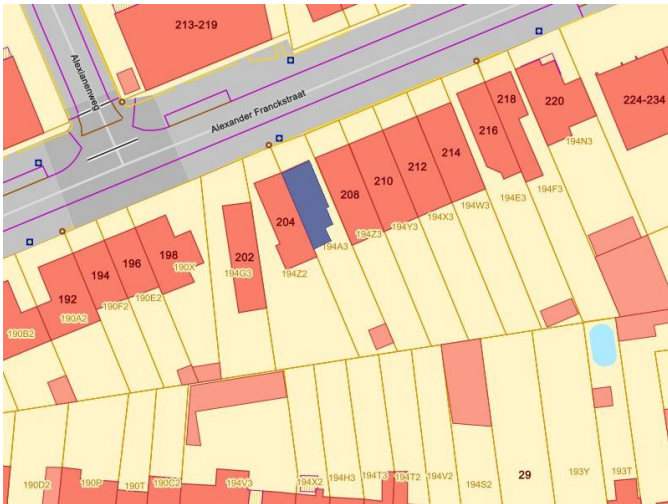 213-219
Alexianenweg
Alexander Franckstraat
218
220
224-234
216
194N3
214
212
210
208
194E3
194F3
194W3
194X3
194Y3
194Z3
204
194A3
194Z2
202
194G3
198
190X
196
194
190E2
190F2
192
190A2
190B2
29
190D2
190P
190T
190C2
194V3
194X2
194H3
194T3
194T2
194V2
194S2
193Y
193T